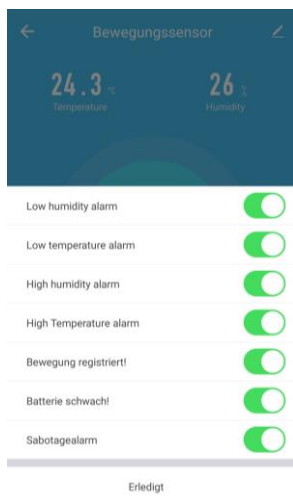 Bewegungssensor
24.3 °C 26 %
Temperature Humidity
Low humidity alarm
Low temperature alarm
High humidity alarm
High Temperature alarm
Bewegung registriert!
Batterie schwach!
Sabotagealarm
Erledigt